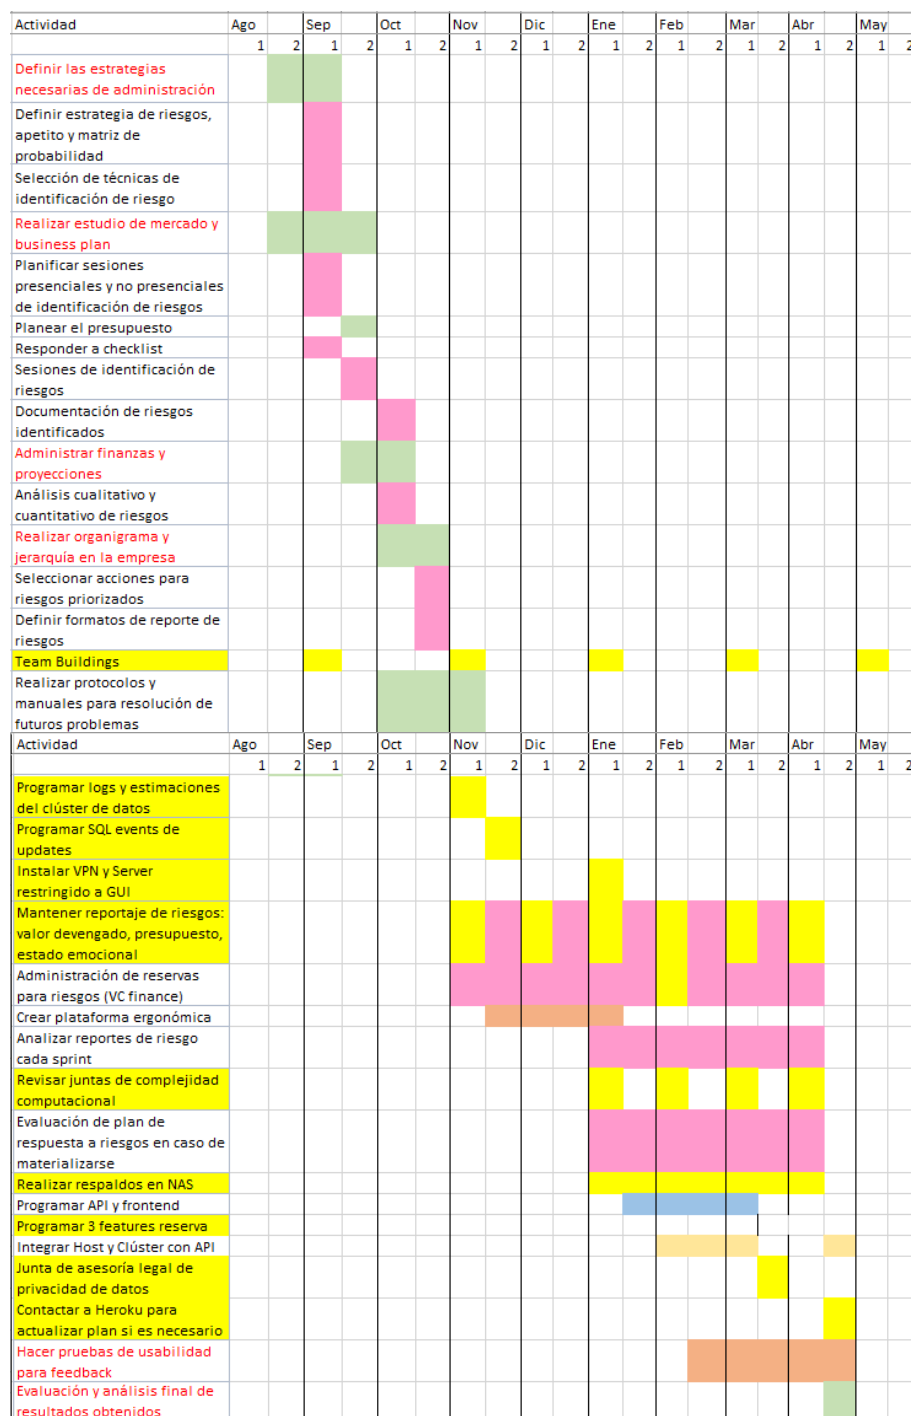 Actividad Ago Sep Oct Nov Dic Ene Feb Mar Abr May
1 2 1 2 1 2 1 2 1 2 1 2 1 2 1 2 1 2 1 2
Definir las estrategias
necesarias de administración
Definir estrategia de riesgos,
apetito y matriz de
probabilidad
Selección de técnicas de
identificación de riesgo
Realizar estudio de mercado y
business plan
Planificar sesiones
presenciales y no presenciales
de identificación de riesgos
Planear el presupuesto
Responder a checklist
Sesiones de identificación de
riesgos
Documentación de riesgos
identificados
Administrar finanzas y
proyecciones
Análisis cualitativo y
cuantitativo de riesgos
Realizar organigrama y
jerarquía en la empresa
Seleccionar acciones para
riesgos priorizados
Definir formatos de reporte de
riesgos
Team Buildings
Realizar protocolos y
manuales para resolución de
futuros problemas
Actividad Ago Sep Oct Nov Dic Ene Feb Mar Abr May
1 2 1 2 1 2 1 2 1 2 1 2 1 2 1 2 1 2 1 2
Programar logs y estimaciones
del clúster de datos
Programar SQL events de
updates
Instalar VPN y Server
restringido a GUI
Mantener reportaje de riesgos:
valor devengado, presupuesto,
estado emocional
Administración de reservas
para riesgos (VC finance)
Crear plataforma ergonómica
Analizar reportes de riesgo
cada sprint
Revisar juntas de complejidad
computacional
Evaluación de plan de
respuesta a riesgos en caso de
materializarse
Realizar respaldos en NAS
Programar API y frontend
Programar 3 features reserva
Integrar Host y Clúster con API
Junta de asesoría legal de
privacidad de datos
Contactar a Heroku para
actualizar plan si es necesario
Hacer pruebas de usabilidad
para feedback
Evaluación y análisis final de
resultados obtenidos